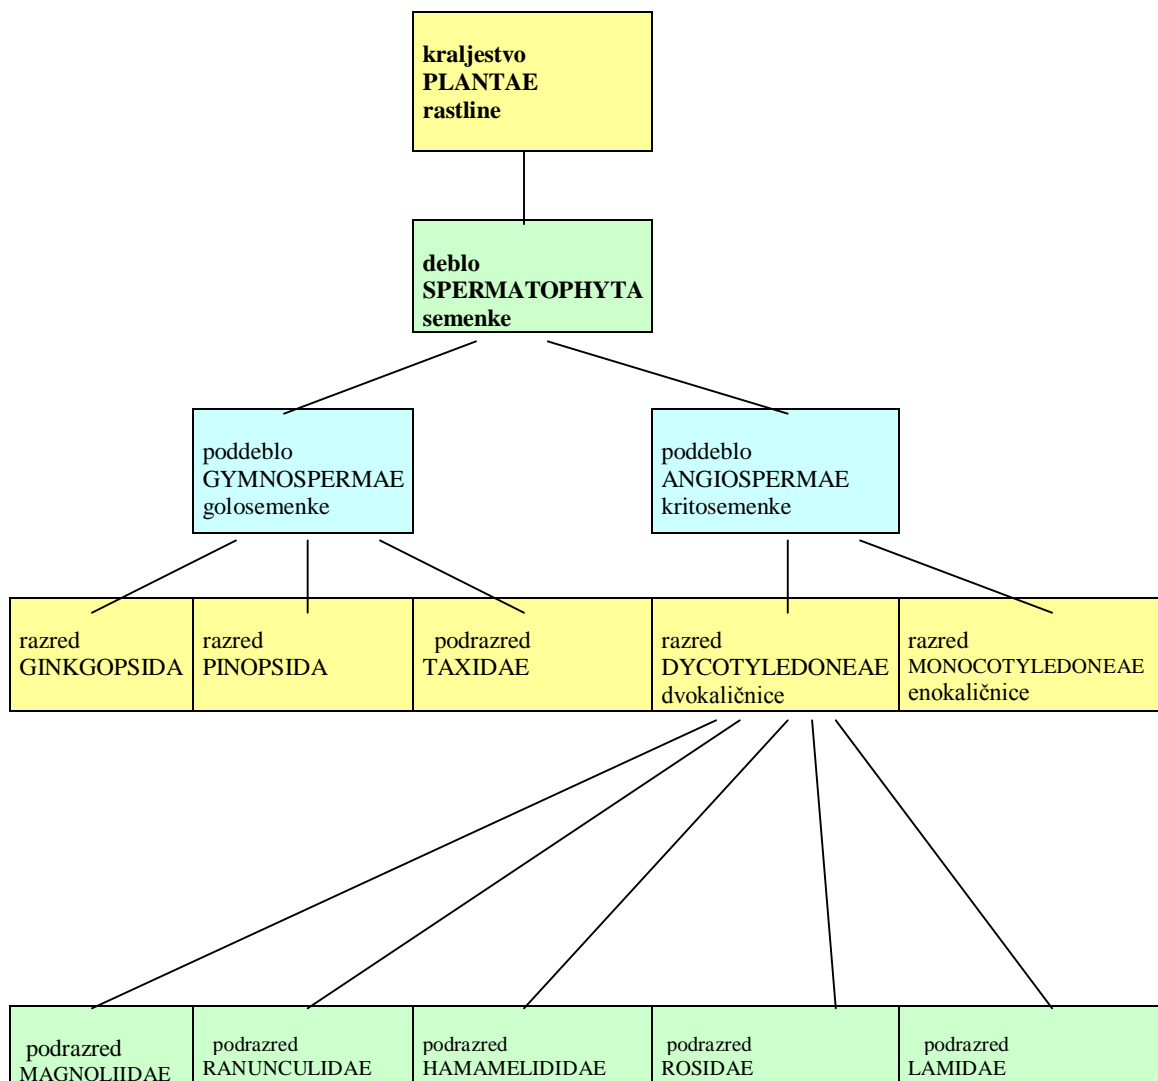 kraljestvo
PLANTAE
rastline
deblo
SPERMATOPHYTA
semenke
poddeblo
GYMNOSPERMAE
golosemenke
poddeblo
ANGIOSPERMAE
kritosemenke
razred
GINKGOPSIDA
razred
PINOPSIDA
podrazred
TAXIDAE
razred
DYCOTYLEDONEAE
dvokaličnice
razred
MONOCOTYLEDONEAE
enokaličnice
podrazred
MAGNOLIIDAE
podrazred
RANUNCULIDAE
podrazred
HAMAMELIDIDAE
podrazred
ROSIDAE
podrazred
LAMIDAE